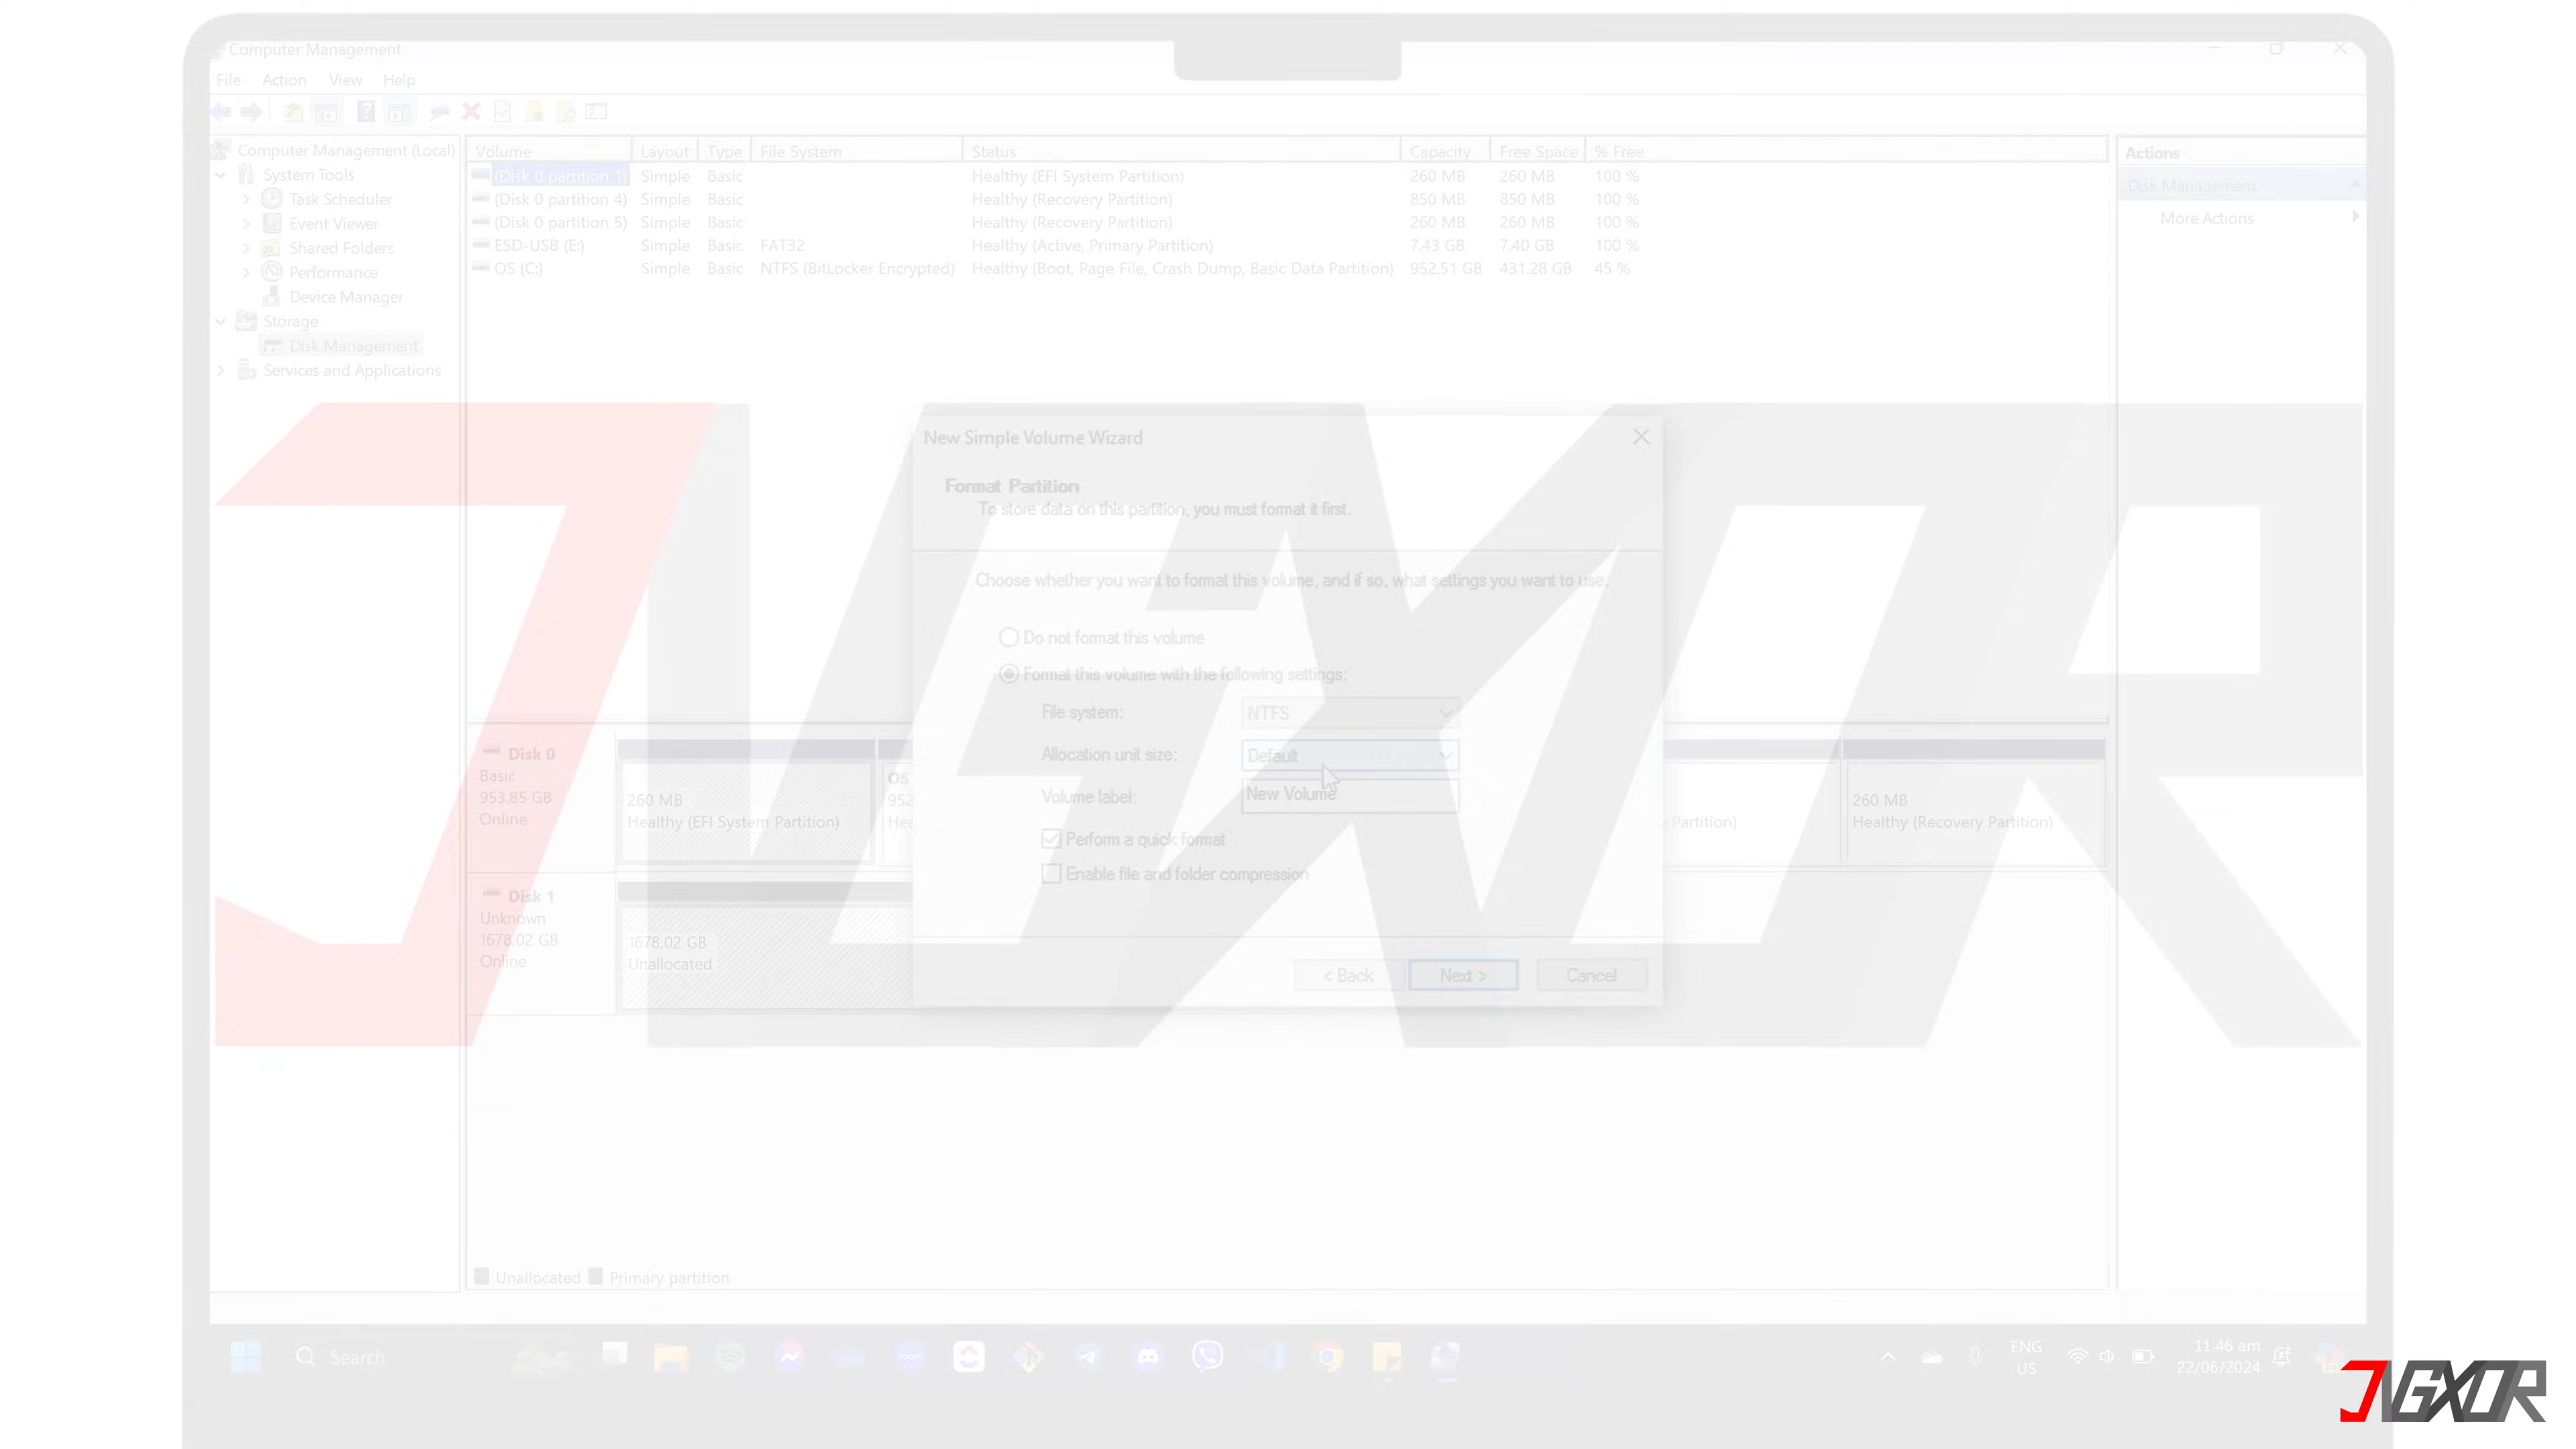 Computer Management
File Action View Help
Computer Management (Local)
System Tools
Task Scheduler
Event Viewer
Shared Folders
Performance
Device Manager
Storage
Disk Management
Services and Applications
Volume Layout Type File System Status Capacity Free Space % Free
(Disk 0 partition 1) Simple Basic Healthy (EFI System Partition) 260 MB 260 MB 100 %
(Disk 0 partition 4) Simple Basic Healthy (Recovery Partition) 850 MB 850 MB 100 %
(Disk 0 partition 5) Simple Basic Healthy (Recovery Partition) 260 MB 260 MB 100 %
ESD-USB (E:) Simple Basic FAT32 Healthy (Active, Primary Partition) 7.43 GB 7.40 GB 100 %
OS (C:) Simple Basic NTFS (BitLocker Encrypted) Healthy (Boot, Page File, Crash Dump, Basic Data Partition) 952.51 GB 431.28 GB 45 %
Actions
Disk Management
More Actions
New Simple Volume Wizard
Format Partition
To store data on this partition, you must format it first.
Choose whether you want to format this volume, and if so, what settings you want to use.
Do not format this volume
Format this volume with the following settings:
File system: NTFS
Allocation unit size: Default
Volume label: New Volume
Perform a quick format
Enable file and folder compression
< Back Next > Cancel
Disk 0
Basic
953.85 GB
Online
260 MB
Healthy (EFI System Partition)
OS
952
Hea
Partition)
260 MB
Healthy (Recovery Partition)
Disk 1
Unknown
1678.02 GB
Online
1678.02 GB
Unallocated
Unallocated Primary partition
Search
zoom
ENG
US
11:46 am
22/06/2024
JVGXOR